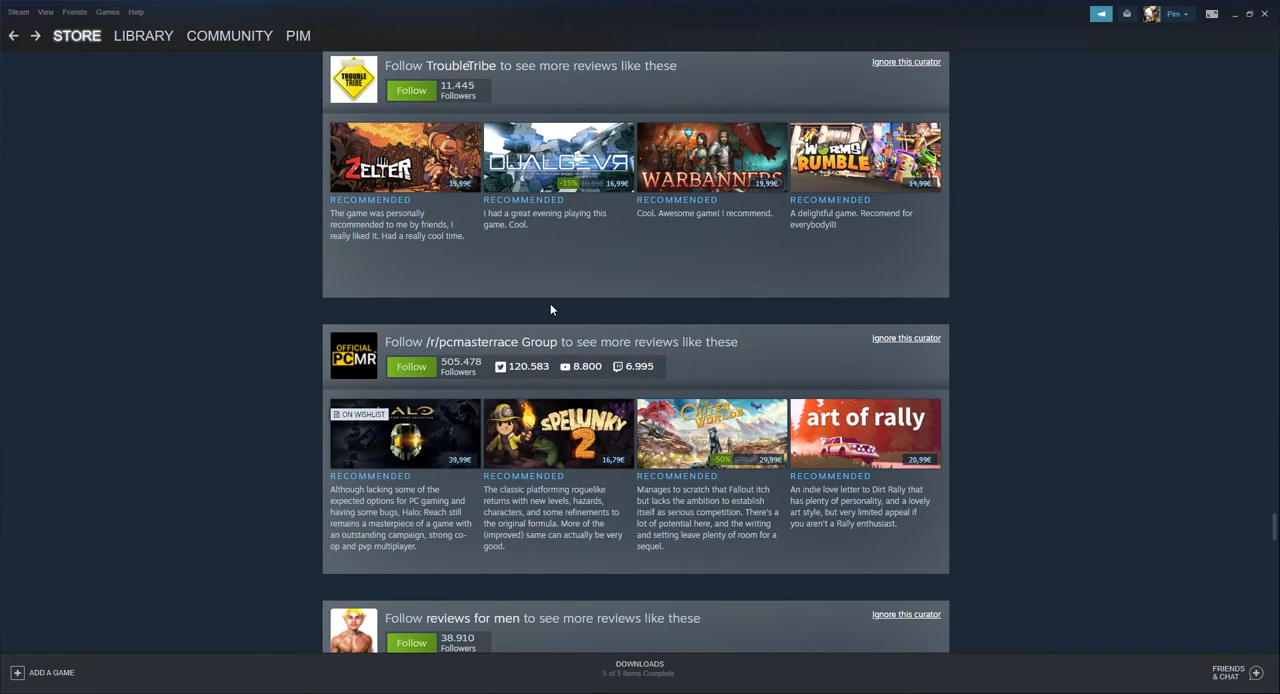 Steam View Friends Games Help
Pim
STORE LIBRARY COMMUNITY PIM
TROUBLE TRIBE
Follow TroubleTribe to see more reviews like these
Ignore this curator
Follow 11.445 Followers
ZELTER
19,99€
DUALGEAR
-15% 19,99€ 16,99€
WARBANNERS
19,99€
WORMS RUMBLE
14,99€
RECOMMENDED
The game was personally
recommended to me by friends, I
really liked it. Had a really cool time.
RECOMMENDED
I had a great evening playing this
game. Cool.
RECOMMENDED
Cool. Awesome game! I recommend.
RECOMMENDED
A delightful game. Recomend for
everybody!!!
OFFICIAL PCMR
Follow /r/pcmasterrace Group to see more reviews like these
Ignore this curator
Follow 505.478 Followers 120.583 8.800 6.995
ON WISHLIST
HALO
39,99€
SPELUNKY 2
16,79€
THE OUTER WORLDS
-50% 59,99€ 29,99€
art of rally
20,99€
RECOMMENDED
Although lacking some of the
expected options for PC gaming and
having some bugs, Halo: Reach still
remains a masterpiece of a game with
an outstanding campaign, strong co-
op and pvp multiplayer.
RECOMMENDED
The classic platforming roguelike
returns with new levels, hazards,
characters, and some refinements to
the original formula. More of the
(improved) same can actually be very
good.
RECOMMENDED
Manages to scratch that Fallout itch
but lacks the ambition to establish
itself as serious competition. There's a
lot of potential here, and the writing
and setting leave plenty of room for a
sequel.
RECOMMENDED
An indie love letter to Dirt Rally that
has plenty of personality, and a lovely
art style, but very limited appeal if
you aren't a Rally enthusiast.
Follow reviews for men to see more reviews like these
Ignore this curator
Follow 38.910
ADD A GAME
DOWNLOADS
5 of 5 Items Complete
FRIENDS
& CHAT